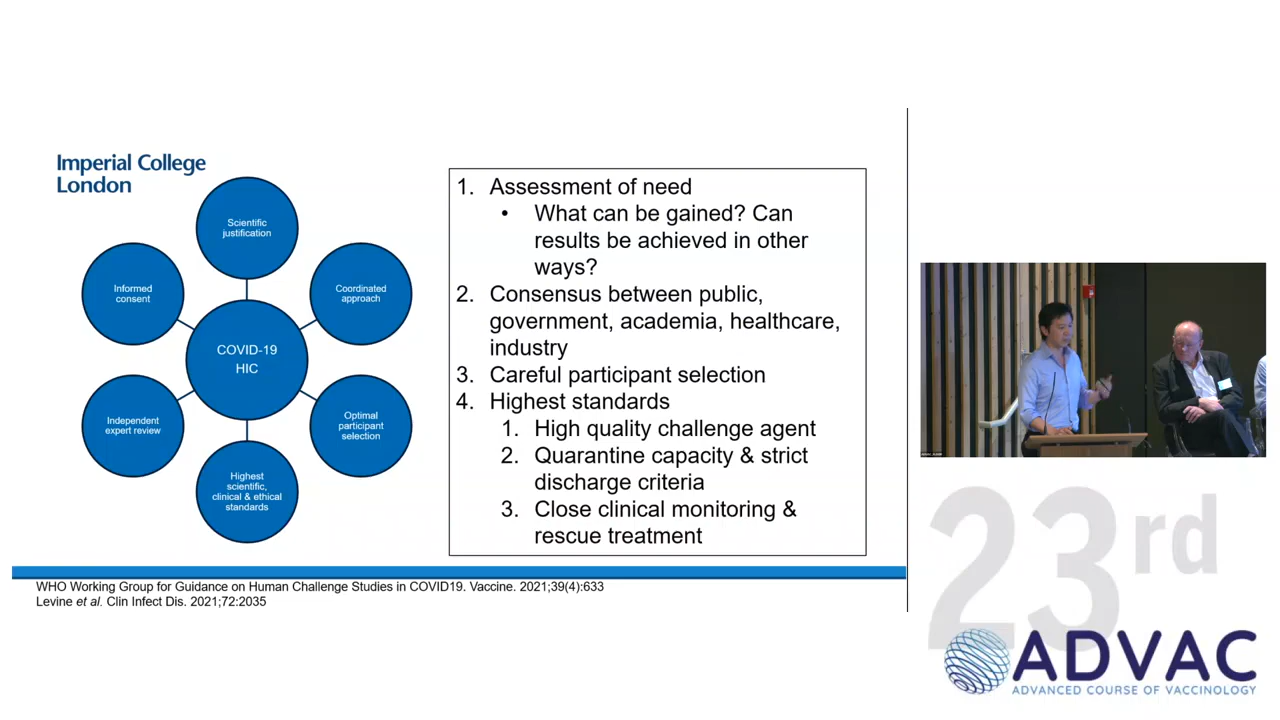 Imperial College
London
Scientific
justification
Informed
consent
Coordinated
approach
COVID-19
HIC
Independent
expert review
Optimal
participant
selection
Highest
scientific,
clinical & ethical
standards
1. Assessment of need
• What can be gained? Can
results be achieved in other
ways?
2. Consensus between public,
government, academia, healthcare,
industry
3. Careful participant selection
4. Highest standards
1. High quality challenge agent
2. Quarantine capacity & strict
discharge criteria
3. Close clinical monitoring &
rescue treatment
WHO Working Group for Guidance on Human Challenge Studies in COVID19. Vaccine. 2021;39(4):633
Levine et al. Clin Infect Dis. 2021;72:2035
23rd
ADVAC
ADVANCED COURSE OF VACCINOLOGY